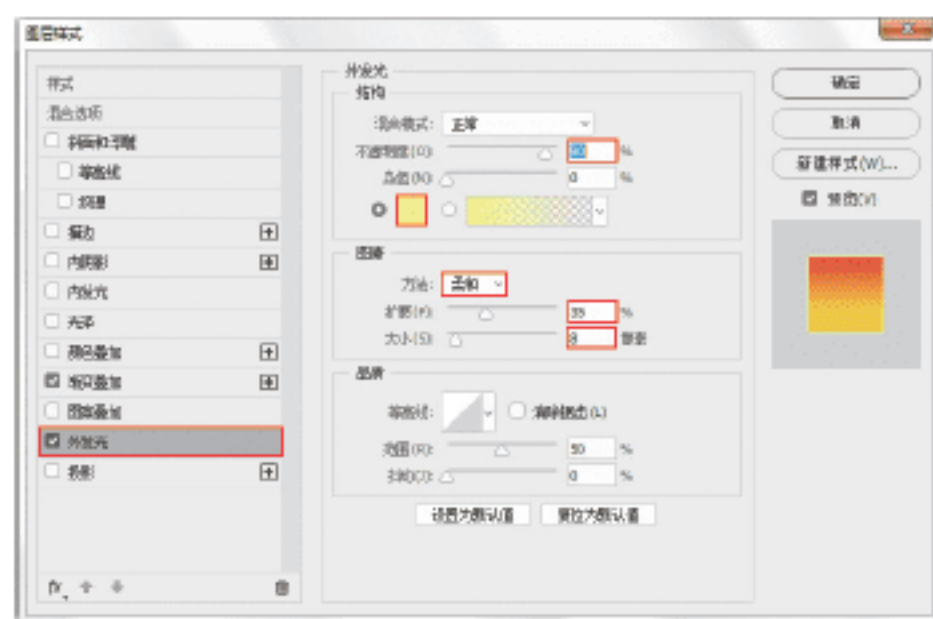 图层样式
样式
混合选项
斜面和浮雕
等高线
纹理
描边
内阴影
内发光
光泽
颜色叠加
渐变叠加
图案叠加
外发光
投影
fx
外发光
结构
混合模式: 正常
不透明度(O): %
杂色(N): 0 %
图素
方法: 柔和
扩展(P): 35 %
大小(S): 8 像素
品质
等高线: 消除锯齿(L)
范围(R): 50 %
抖动(J): 0 %
设置为默认值 复位为默认值
确定
取消
新建样式(W)...
预览(V)